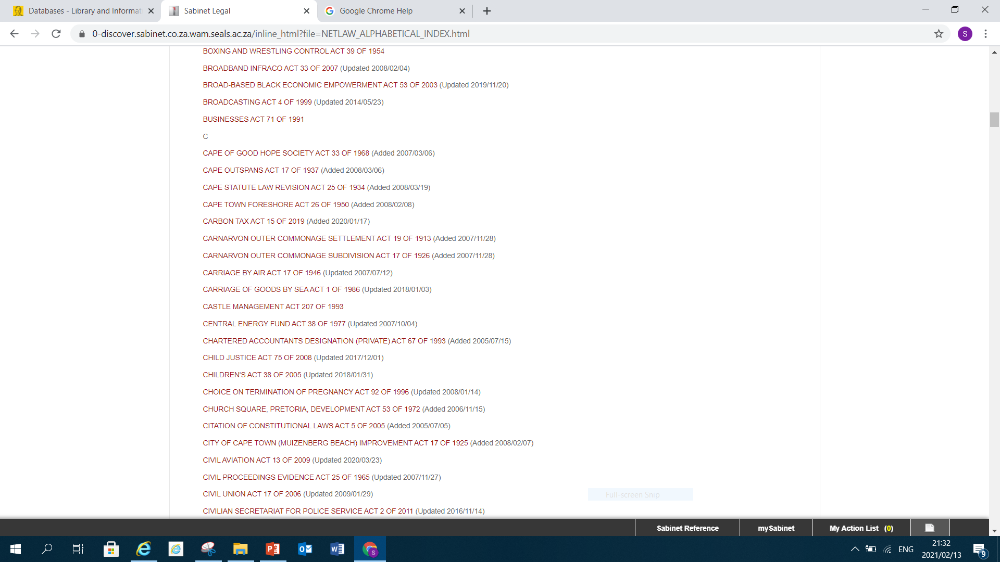 Databases - Library and Informat
Sabinet Legal
Google Chrome Help
0-discover.sabinet.co.za.wam.seals.ac.za/inline_html?file=NETLAW_ALPHABETICAL_INDEX.html
S
BOXING AND WRESTLING CONTROL ACT 39 OF 1954
BROADBAND INFRACO ACT 33 OF 2007 (Updated 2008/02/04)
BROAD-BASED BLACK ECONOMIC EMPOWERMENT ACT 53 OF 2003 (Updated 2019/11/20)
BROADCASTING ACT 4 OF 1999 (Updated 2014/05/23)
BUSINESSES ACT 71 OF 1991
C
CAPE OF GOOD HOPE SOCIETY ACT 33 OF 1968 (Added 2007/03/06)
CAPE OUTSPANS ACT 17 OF 1937 (Added 2008/03/06)
CAPE STATUTE LAW REVISION ACT 25 OF 1934 (Added 2008/03/19)
CAPE TOWN FORESHORE ACT 26 OF 1950 (Added 2008/02/08)
CARBON TAX ACT 15 OF 2019 (Added 2020/01/17)
CARNARVON OUTER COMMONAGE SETTLEMENT ACT 19 OF 1913 (Added 2007/11/28)
CARNARVON OUTER COMMONAGE SUBDIVISION ACT 17 OF 1926 (Added 2007/11/28)
CARRIAGE BY AIR ACT 17 OF 1946 (Updated 2007/07/12)
CARRIAGE OF GOODS BY SEA ACT 1 OF 1986 (Updated 2018/01/03)
CASTLE MANAGEMENT ACT 207 OF 1993
CENTRAL ENERGY FUND ACT 38 OF 1977 (Updated 2007/10/04)
CHARTERED ACCOUNTANTS DESIGNATION (PRIVATE) ACT 67 OF 1993 (Added 2005/07/15)
CHILD JUSTICE ACT 75 OF 2008 (Updated 2017/12/01)
CHILDREN'S ACT 38 OF 2005 (Updated 2018/01/31)
CHOICE ON TERMINATION OF PREGNANCY ACT 92 OF 1996 (Updated 2008/01/14)
CHURCH SQUARE, PRETORIA, DEVELOPMENT ACT 53 OF 1972 (Added 2006/11/15)
CITATION OF CONSTITUTIONAL LAWS ACT 5 OF 2005 (Added 2005/07/05)
CITY OF CAPE TOWN (MUIZENBERG BEACH) IMPROVEMENT ACT 17 OF 1925 (Added 2008/02/07)
CIVIL AVIATION ACT 13 OF 2009 (Updated 2020/03/23)
CIVIL PROCEEDINGS EVIDENCE ACT 25 OF 1965 (Updated 2007/11/27)
CIVIL UNION ACT 17 OF 2006 (Updated 2009/01/29)
Full-screen Snip
CIVILIAN SECRETARIAT FOR POLICE SERVICE ACT 2 OF 2011 (Updated 2016/11/14)
Sabinet Reference
mySabinet
My Action List (0)
ENG
21:32
2021/02/13
9